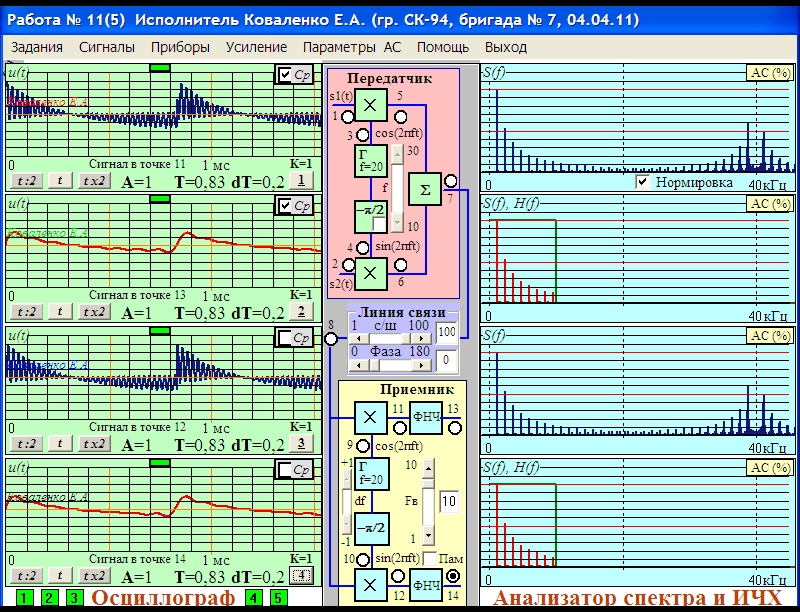 Работа № 11(5)  Исполнитель Коваленко Е.А. (гр. СК-94, бригада № 7, 04.04.11)
Задания  Сигналы  Приборы  Усиление  Параметры  АС  Помощь  Выход
u(t)
Ср
Коваленко Е.А
0  Сигнал в точке 11  1 мс  K=1
t:2  t  tx2  A=1  T=0,83  dT=0,2  1
u(t)
Ср
Коваленко Е.А
0  Сигнал в точке 13  1 мс  K=1
t:2  t  tx2  A=1  T=0,83  dT=0,2  2
u(t)
Ср
Коваленко Е.А
0  Сигнал в точке 12  1 мс  K=1
t:2  t  tx2  A=1  T=0,83  dT=0,2  3
u(t)
Ср
Коваленко Е.А
0  Сигнал в точке 14  1 мс  K=1
t:2  t  tx2  A=1  T=0,83  dT=0,2  4
1  2  3  Осциллограф  4  5
Передатчик
s1(t)  ×  5
1
3  cos(2πft)
Г
f=20
30
f
Σ
7
−π/2
10
4  sin(2πft)
2  ×
s2(t)  6
8
Линия связи
1  с/ш  100  100
0  Фаза  180  0
Приемник
×  11  ФНЧ  13
9  cos(2πft)
+1  Г
f=20
10
df
Fв  10
−π/2
-1
1
10  sin(2πft)  Пам
×  12  ФНЧ  14
S(f)  АС (%)
0  Нормировка  40кГц
S(f), H(f)  АС (%)
0  40кГц
S(f)  АС (%)
0  40кГц
S(f), H(f)  АС (%)
0  40кГц
Анализатор спектра и ИЧХ